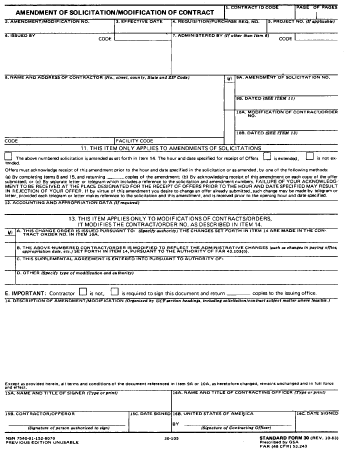 AMENDMENT OF SOLICITATION/MODIFICATION OF CONTRACT
1. CONTRACT ID CODE
PAGE OF PAGES
2. AMENDMENT/MODIFICATION NO.
3. EFFECTIVE DATE
4. REQUISITION/PURCHASE REQ. NO.
5. PROJECT NO. (If applicable)
6. ISSUED BY
CODE
7. ADMINISTERED BY (If other than Item 6)
CODE
8. NAME AND ADDRESS OF CONTRACTOR (No., street, county, State and ZIP Code)
9A. AMENDMENT OF SOLICITATION NO.
9B. DATED (SEE ITEM 11)
10A. MODIFICATION OF CONTRACT/ORDER NO.
10B. DATED (SEE ITEM 13)
CODE
FACILITY CODE
11. THIS ITEM ONLY APPLIES TO AMENDMENTS OF SOLICITATIONS
The above numbered solicitation is amended as set forth in Item 14. The hour and date specified for receipt of Offers
is extended,
is not ex-
tended.
Offers must acknowledge receipt of this amendment prior to the hour and date specified in the solicitation or as amended, by one of the following methods:
(a) By completing Items 8 and 15, and returning ___ copies of the amendment; (b) By acknowledging receipt of this amendment on each copy of the offer
submitted; or (c) By separate letter or telegram which includes a reference to the solicitation and amendment numbers. FAILURE OF YOUR ACKNOWLEDG-
MENT TO BE RECEIVED AT THE PLACE DESIGNATED FOR THE RECEIPT OF OFFERS PRIOR TO THE HOUR AND DATE SPECIFIED MAY RESULT
IN REJECTION OF YOUR OFFER. If by virtue of this amendment you desire to change an offer already submitted, such change may be made by telegram or
letter, provided each telegram or letter makes reference to the solicitation and this amendment, and is received prior to the opening hour and date specified.
12. ACCOUNTING AND APPROPRIATION DATA (If required)
13. THIS ITEM APPLIES ONLY TO MODIFICATIONS OF CONTRACTS/ORDERS,
IT MODIFIES THE CONTRACT/ORDER NO. AS DESCRIBED IN ITEM 14.
A. THIS CHANGE ORDER IS ISSUED PURSUANT TO: (Specify authority) THE CHANGES SET FORTH IN ITEM 14 ARE MADE IN THE CON-
TRACT ORDER NO. IN ITEM 10A.
B. THE ABOVE NUMBERED CONTRACT/ORDER IS MODIFIED TO REFLECT THE ADMINISTRATIVE CHANGES (such as changes in paying office,
appropriation date, etc.) SET FORTH IN ITEM 14, PURSUANT TO THE AUTHORITY OF FAR 43.103(b).
C. THIS SUPPLEMENTAL AGREEMENT IS ENTERED INTO PURSUANT TO AUTHORITY OF:
D. OTHER (Specify type of modification and authority)
E. IMPORTANT: Contractor
is not,
is required to sign this document and return ___ copies to the issuing office.
14. DESCRIPTION OF AMENDMENT/MODIFICATION (Organized by UCF section headings, including solicitation/contract subject matter where feasible.)
Except as provided herein, all terms and conditions of the document referenced in Item 9A or 10A, as heretofore changed, remains unchanged and in full force
and effect.
15A. NAME AND TITLE OF SIGNER (Type or print)
16A. NAME AND TITLE OF CONTRACTING OFFICER (Type or print)
15B. CONTRACTOR/OFFEROR
15C. DATE SIGNED
16B. UNITED STATES OF AMERICA
16C. DATE SIGNED
BY
(Signature of person authorized to sign)
(Signature of Contracting Officer)
NSN 7540-01-152-8070
PREVIOUS EDITION UNUSABLE
30-105
STANDARD FORM 30 (REV. 10-83)
Prescribed by GSA
FAR (48 CFR) 53.243